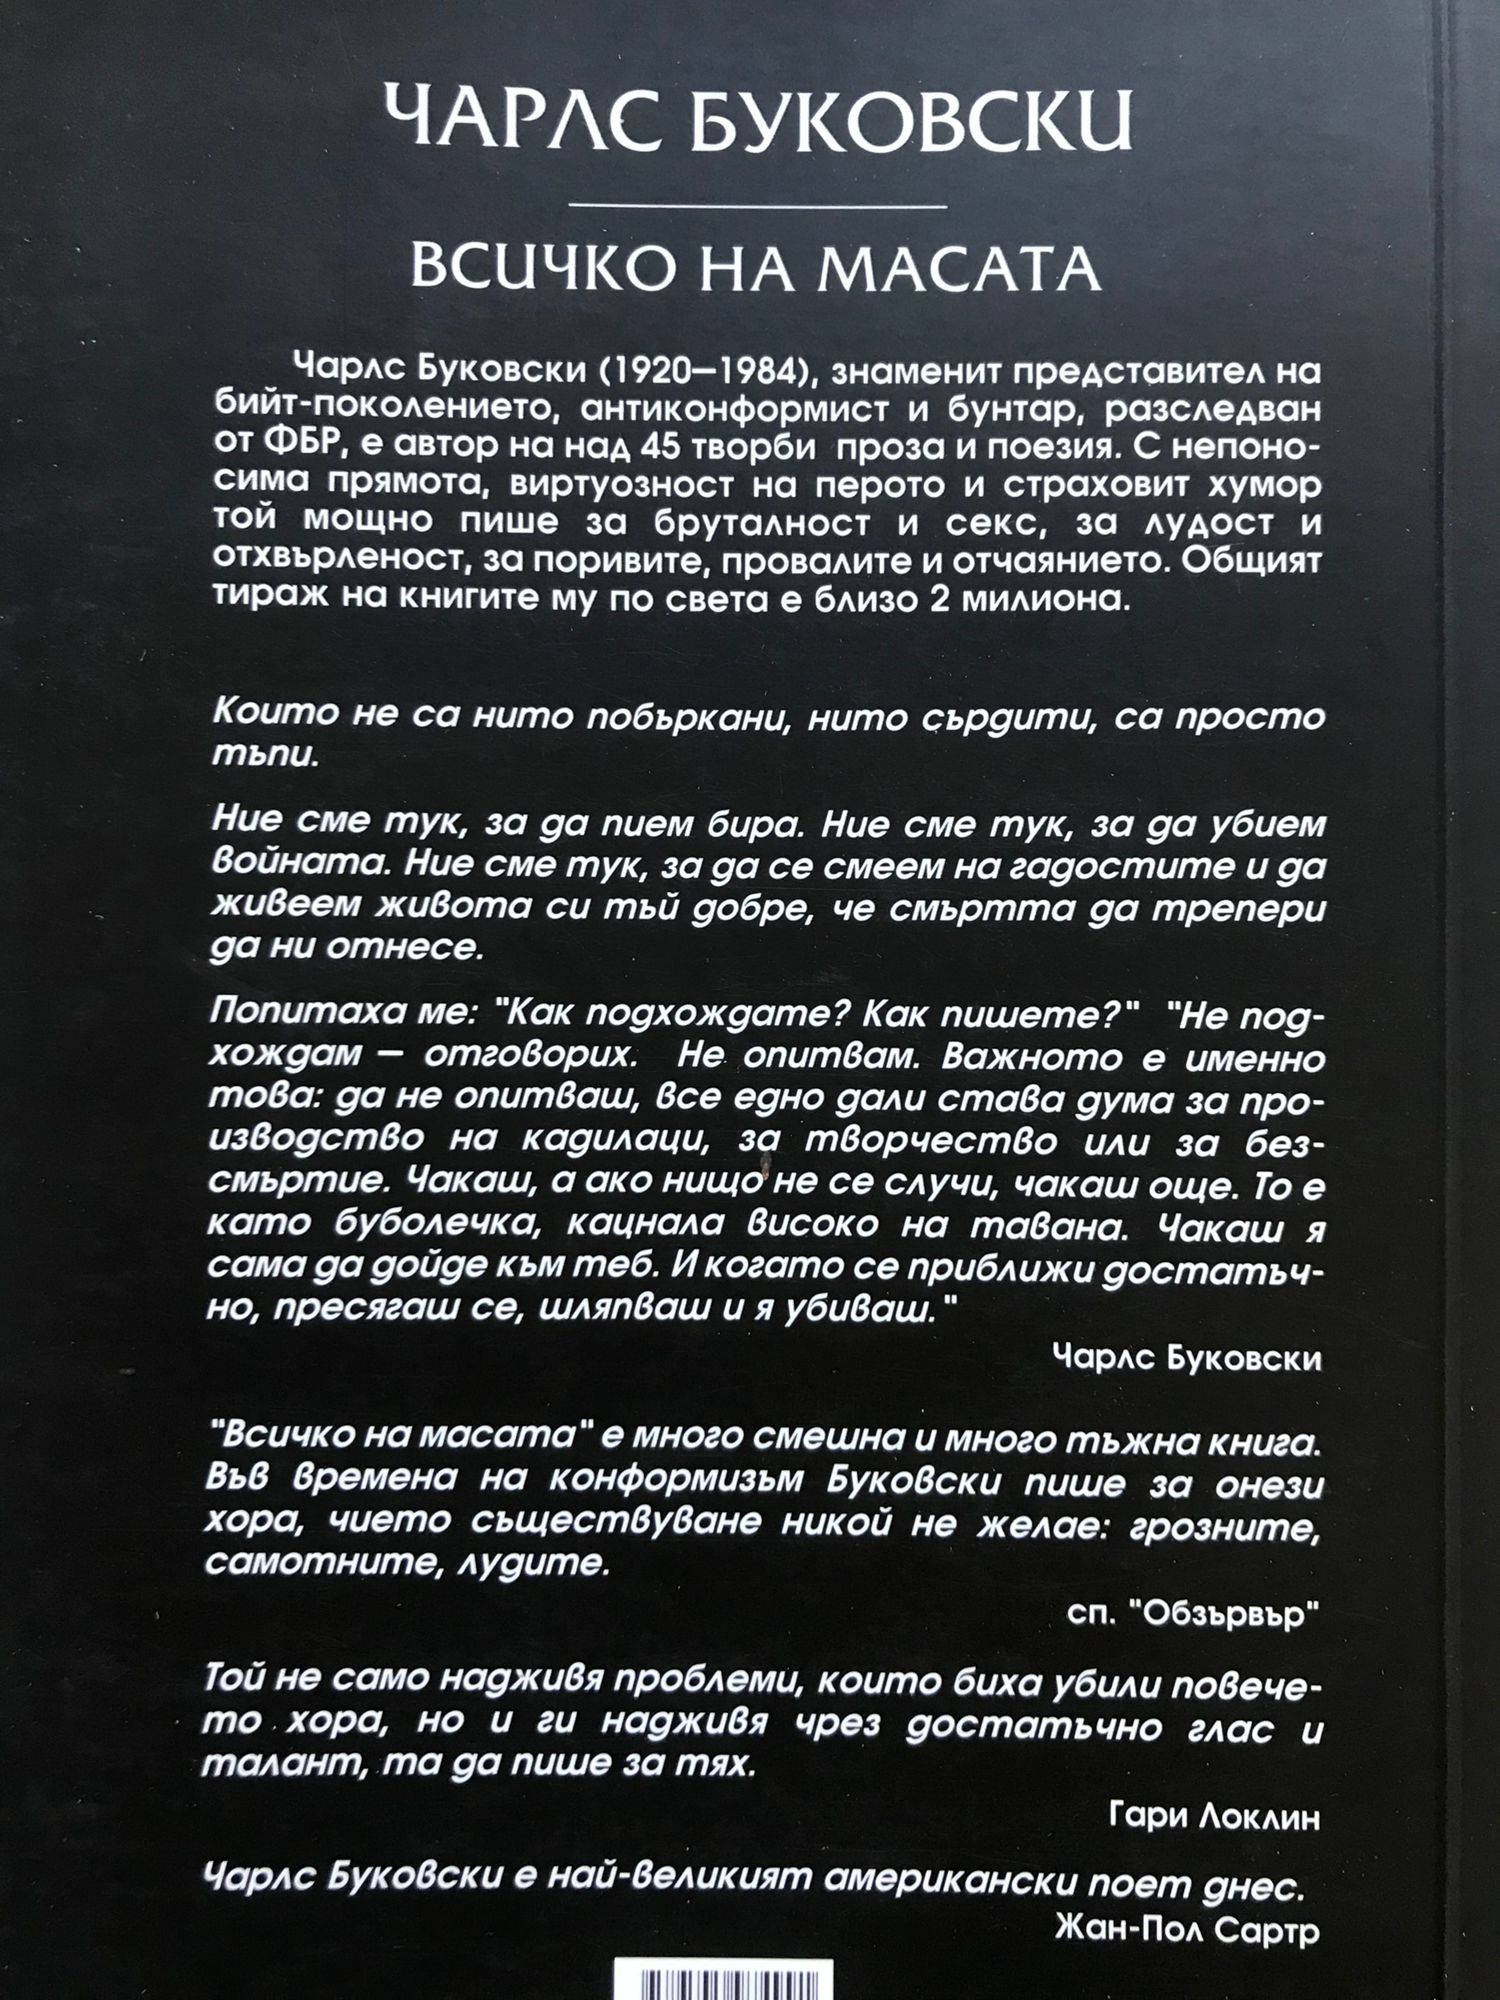 ЧАРЛС БУКОВСКИ
ВСИЧКО НА МАСАТА
Чарлс Буковски (1920–1984), знаменит представител на
бийт-поколението, антиконформист и бунтар, разследван
от ФБР, е автор на над 45 творби проза и поезия. С непоно-
сима прямота, виртуозност на перото и страховит хумор
той мощно пише за бруталност и секс, за лудост и
отхвърленост, за поривите, провалите и отчаянието. Общият
тираж на книгите му по света е близо 2 милиона.
Които не са нито побъркани, нито сърдити, са просто
тъпи.
Ние сме тук, за да пием бира. Ние сме тук, за да убием
войната. Ние сме тук, за да се смеем на гадостите и да
живеем живота си тъй добре, че смъртта да трепери
да ни отнесе.
Попитаха ме: "Как подхождате? Как пишете?" "Не под-
хождам – отговорих. Не опитвам. Важното е именно
това: да не опитваш, все едно дали става дума за про-
изводство на кадилаци, за творчество или за без-
смъртие. Чакаш, а ако нищо не се случи, чакаш още. То е
като буболечка, кацнала високо на тавана. Чакаш я
сама да дойде към теб. И когато се приближи достатъч-
но, пресягаш се, шляпваш и я убиваш."
Чарлс Буковски
"Всичко на масата" е много смешна и много тъжна книга.
Във времена на конформизъм Буковски пише за онези
хора, чието съществуване никой не желае: грозните,
самотните, лудите.
сп. "Обзървър"
Той не само надживя проблеми, които биха убили повече-
то хора, но и ги надживя чрез достатъчно глас и
талант, та да пише за тях.
Гари Локлин
Чарлс Буковски е най-великият американски поет днес.
Жан-Пол Сартр